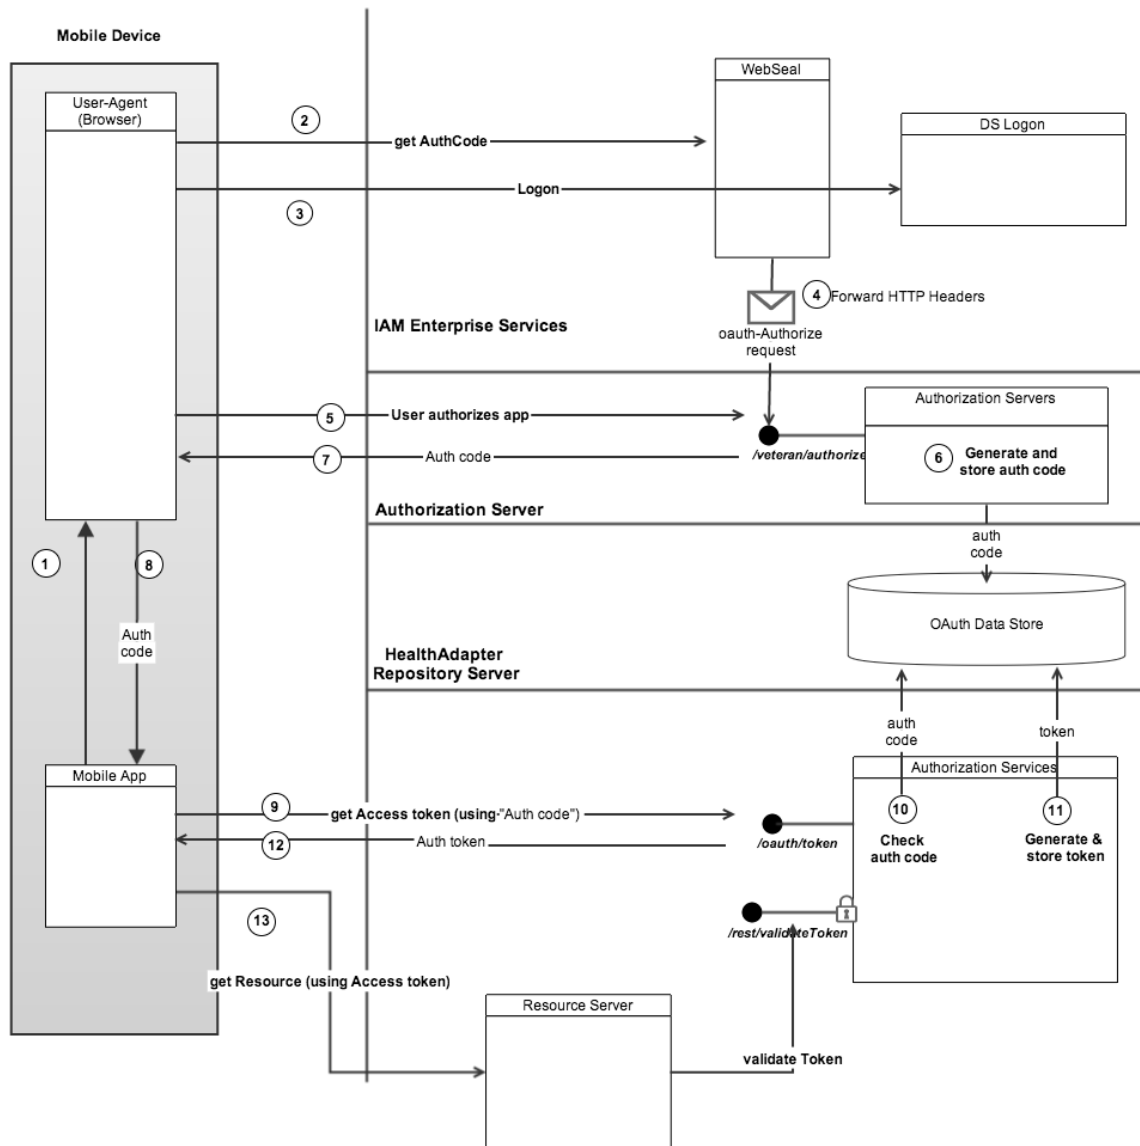 Mobile Device
WebSeal
User-Agent
(Browser)
2
DS Logon
get AuthCode
Logon
3
4
Forward HTTP Headers
IAM Enterprise Services
oauth-Authorize
request
5
User authorizes app
Authorization Servers
7
Auth code
/veteran/authorize
6
Generate and
store auth code
Authorization Server
auth
code
1
8
Auth
code
OAuth Data Store
HealthAdapter
Repository Server
auth
code
token
Mobile App
Authorization Services
9
get Access token (using "Auth code")
10
11
12
Auth token
/oauth/token
Check
auth code
Generate &
store token
13
/rest/validateToken
get Resource (using Access token)
Resource Server
validate Token